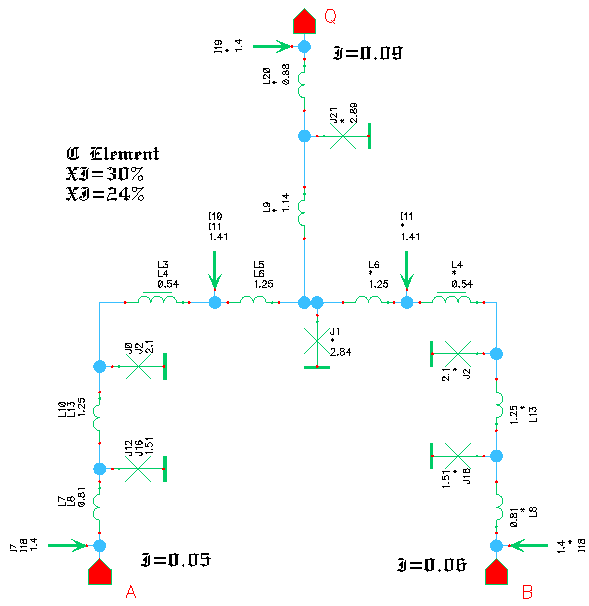 Q
I19
*
1.4
I=0.09
L20
*
0.88
J21
*
2.89
C Element
XI=30%
XJ=24%
L9
*
1.14
I10
I11
1.41
I11
*
1.41
L3
L4
0.54
L5
L6
1.25
L6
*
1.25
L4
*
0.54
J1
*
2.84
J0
J2
2.1
2.1
*
J2
L10
L13
1.25
1.25
*
L13
J12
J16
1.51
1.51
*
J16
L7
L8
0.81
0.81
*
L8
I7
I18
1.4
1.4
*
I18
I=0.05
I=0.06
A
B